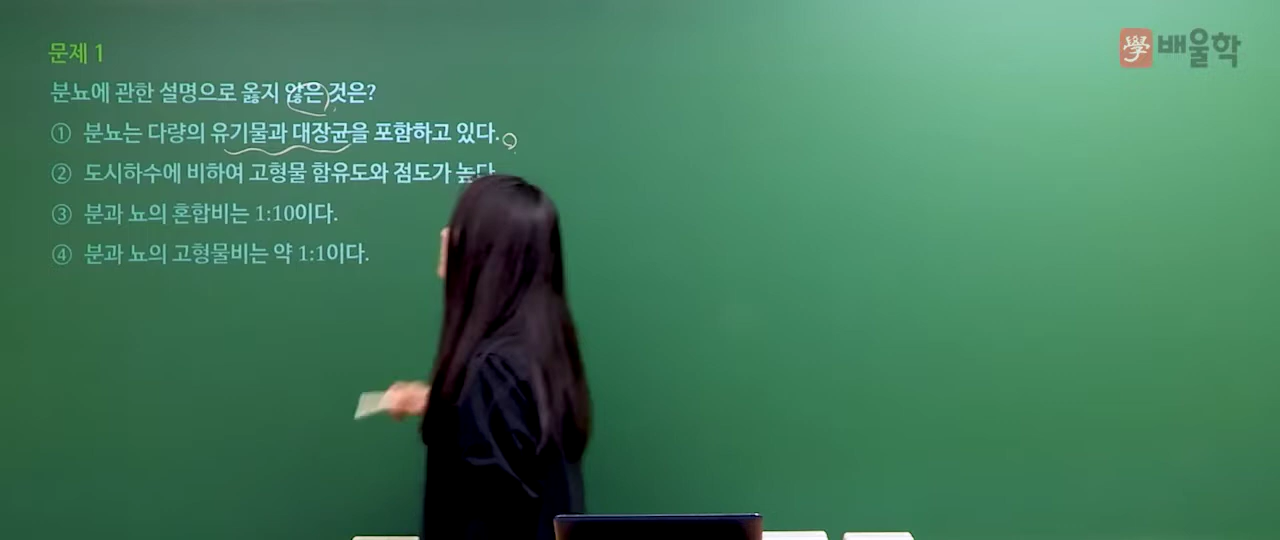 문제 1
學 배울학
분뇨에 관한 설명으로 옳지 않은 것은?
① 분뇨는 다량의 유기물과 대장균을 포함하고 있다.
② 도시하수에 비하여 고형물 함유도와 점도가 높다.
③ 분과 뇨의 혼합비는 1:10이다.
④ 분과 뇨의 고형물비는 약 1:1이다.